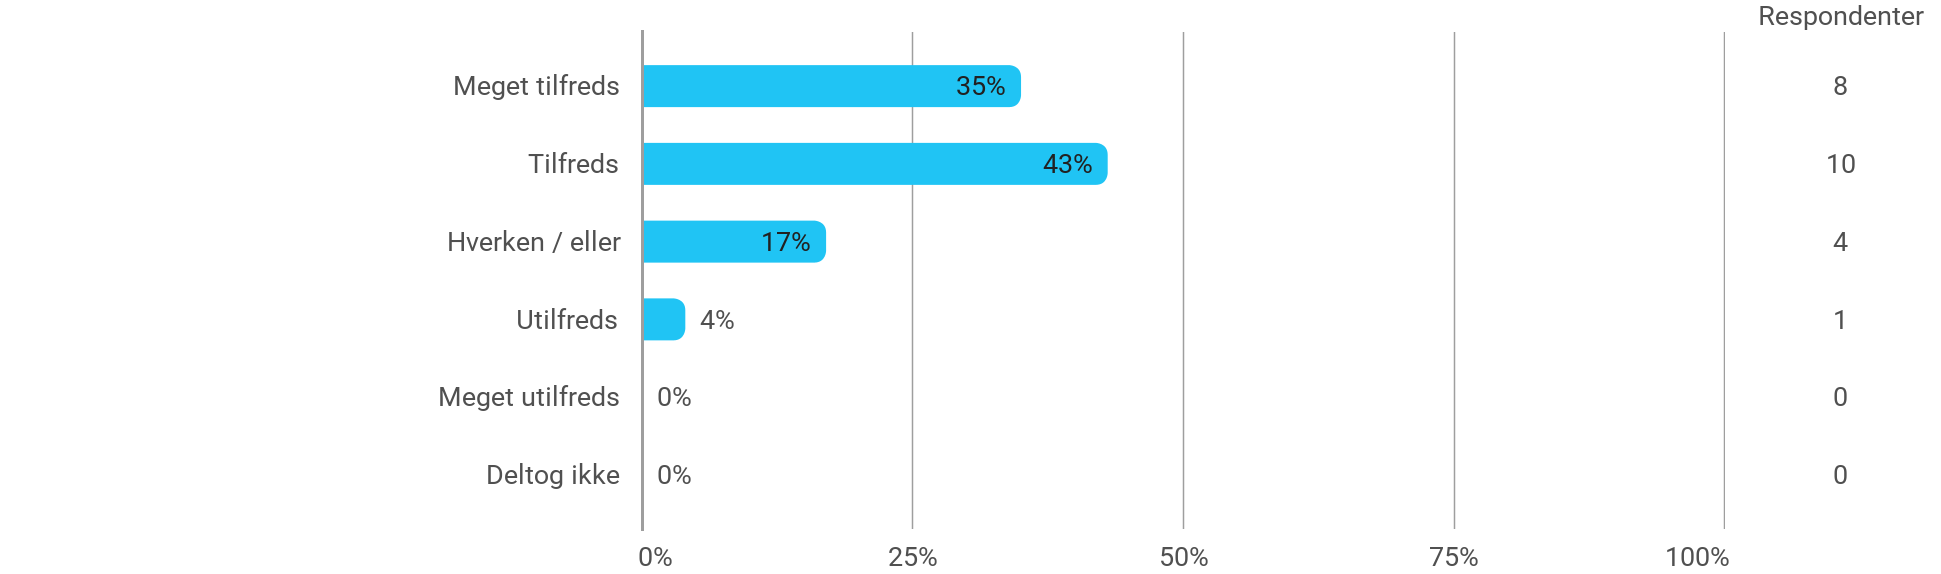 Respondenter
Meget tilfreds 35% 8
Tilfreds 43% 10
Hverken / eller 17% 4
Utilfreds 4% 1
Meget utilfreds 0% 0
Deltog ikke 0% 0
0% 25% 50% 75% 100%